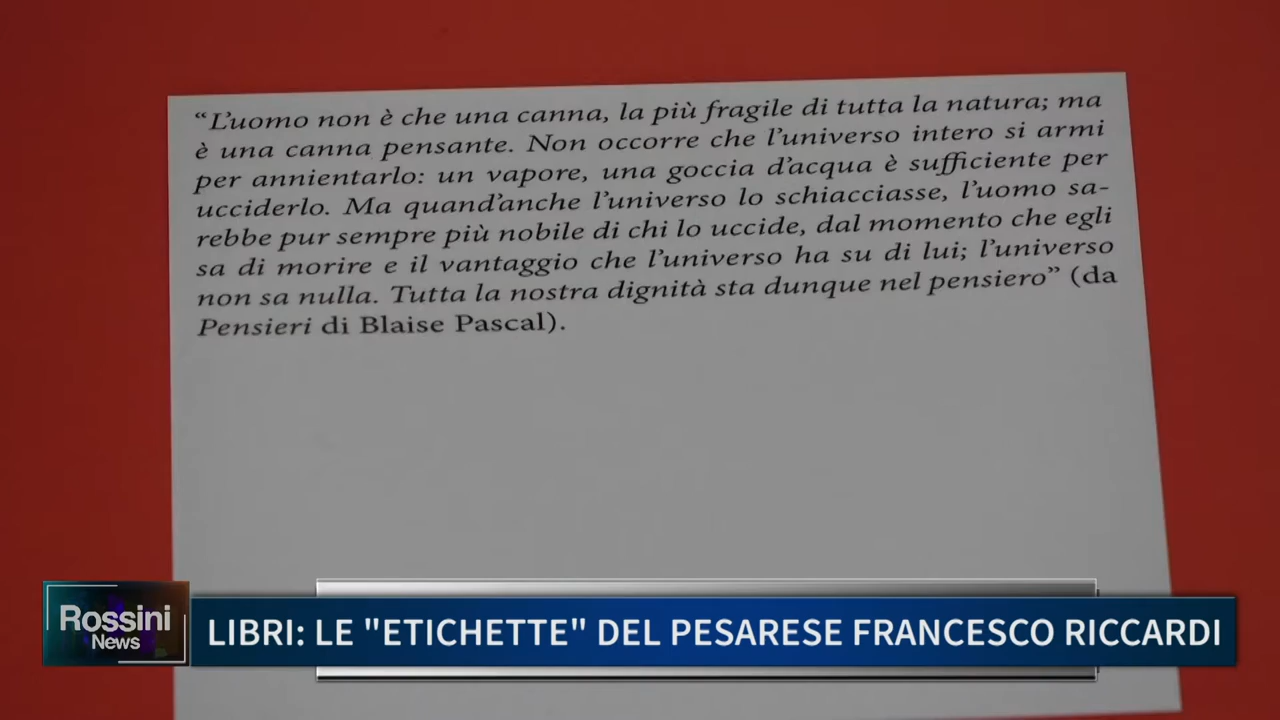 “L’uomo non è che una canna, la più fragile di tutta la natura; ma
è una canna pensante. Non occorre che l’universo intero si armi
per annientarlo: un vapore, una goccia d’acqua è sufficiente per
ucciderlo. Ma quand’anche l’universo lo schiacciasse, l’uomo sa-
rebbe pur sempre più nobile di chi lo uccide, dal momento che egli
sa di morire e il vantaggio che l’universo ha su di lui; l’universo
non sa nulla. Tutta la nostra dignità sta dunque nel pensiero” (da
Pensieri di Blaise Pascal).
Rossini
News
LIBRI: LE "ETICHETTE" DEL PESARESE FRANCESCO RICCARDI